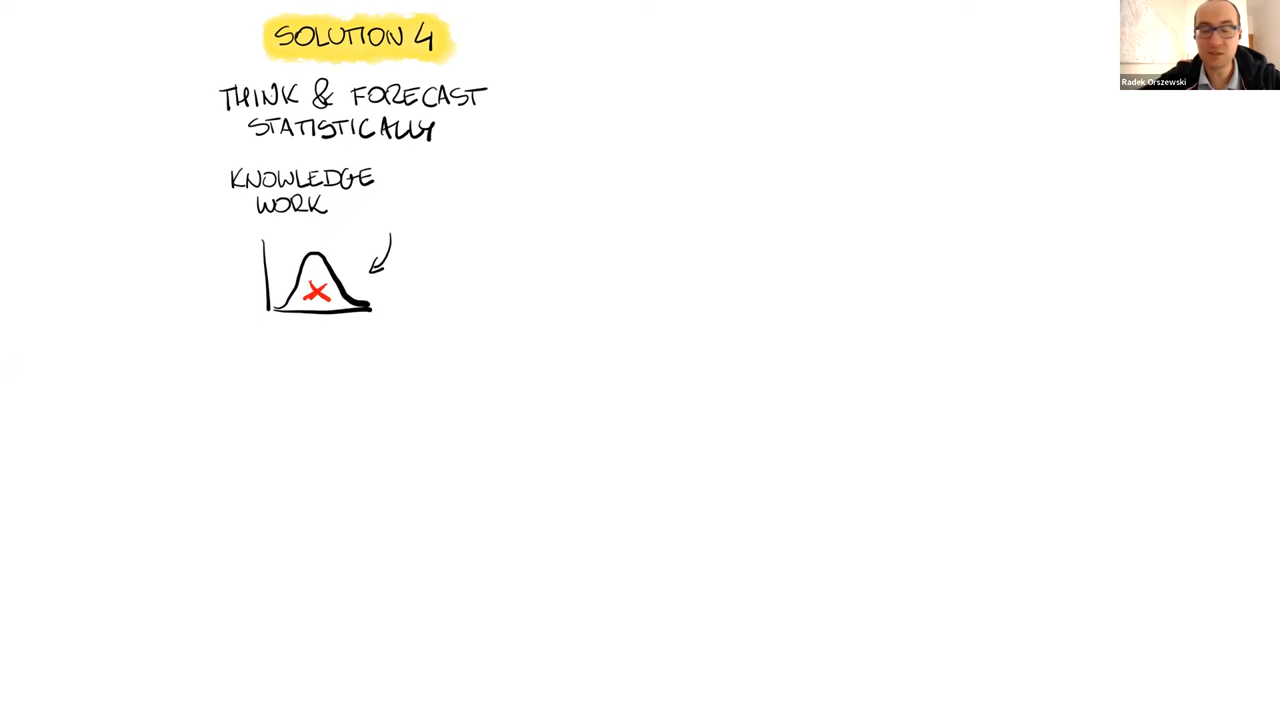 SOLUTION 4
THINK & FORECAST
STATISTICALLY
KNOWLEDGE
WORK
Radek Orszewski